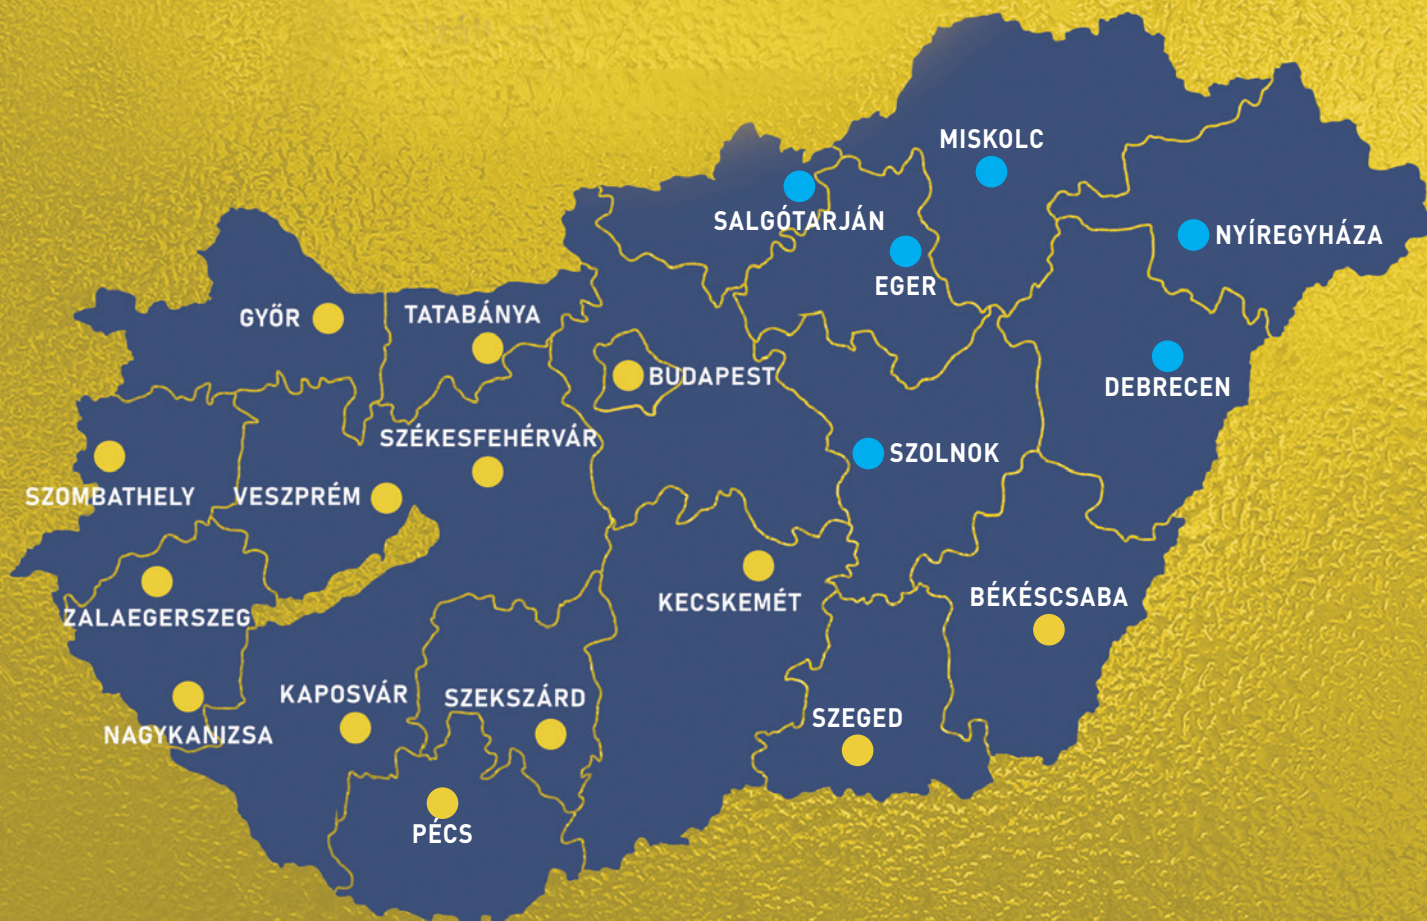 MISKOLC
SALGÓTARJÁN
NYÍREGYHÁZA
EGER
GYŐR
TATABÁNYA
BUDAPEST
DEBRECEN
SZÉKESFEHÉRVÁR
SZOLNOK
SZOMBATHELY
VESZPRÉM
ZALAEGERSZEG
KECSKEMÉT
BÉKÉSCSABA
KAPOSVÁR
SZEKSZÁRD
SZEGED
NAGYKANIZSA
PÉCS